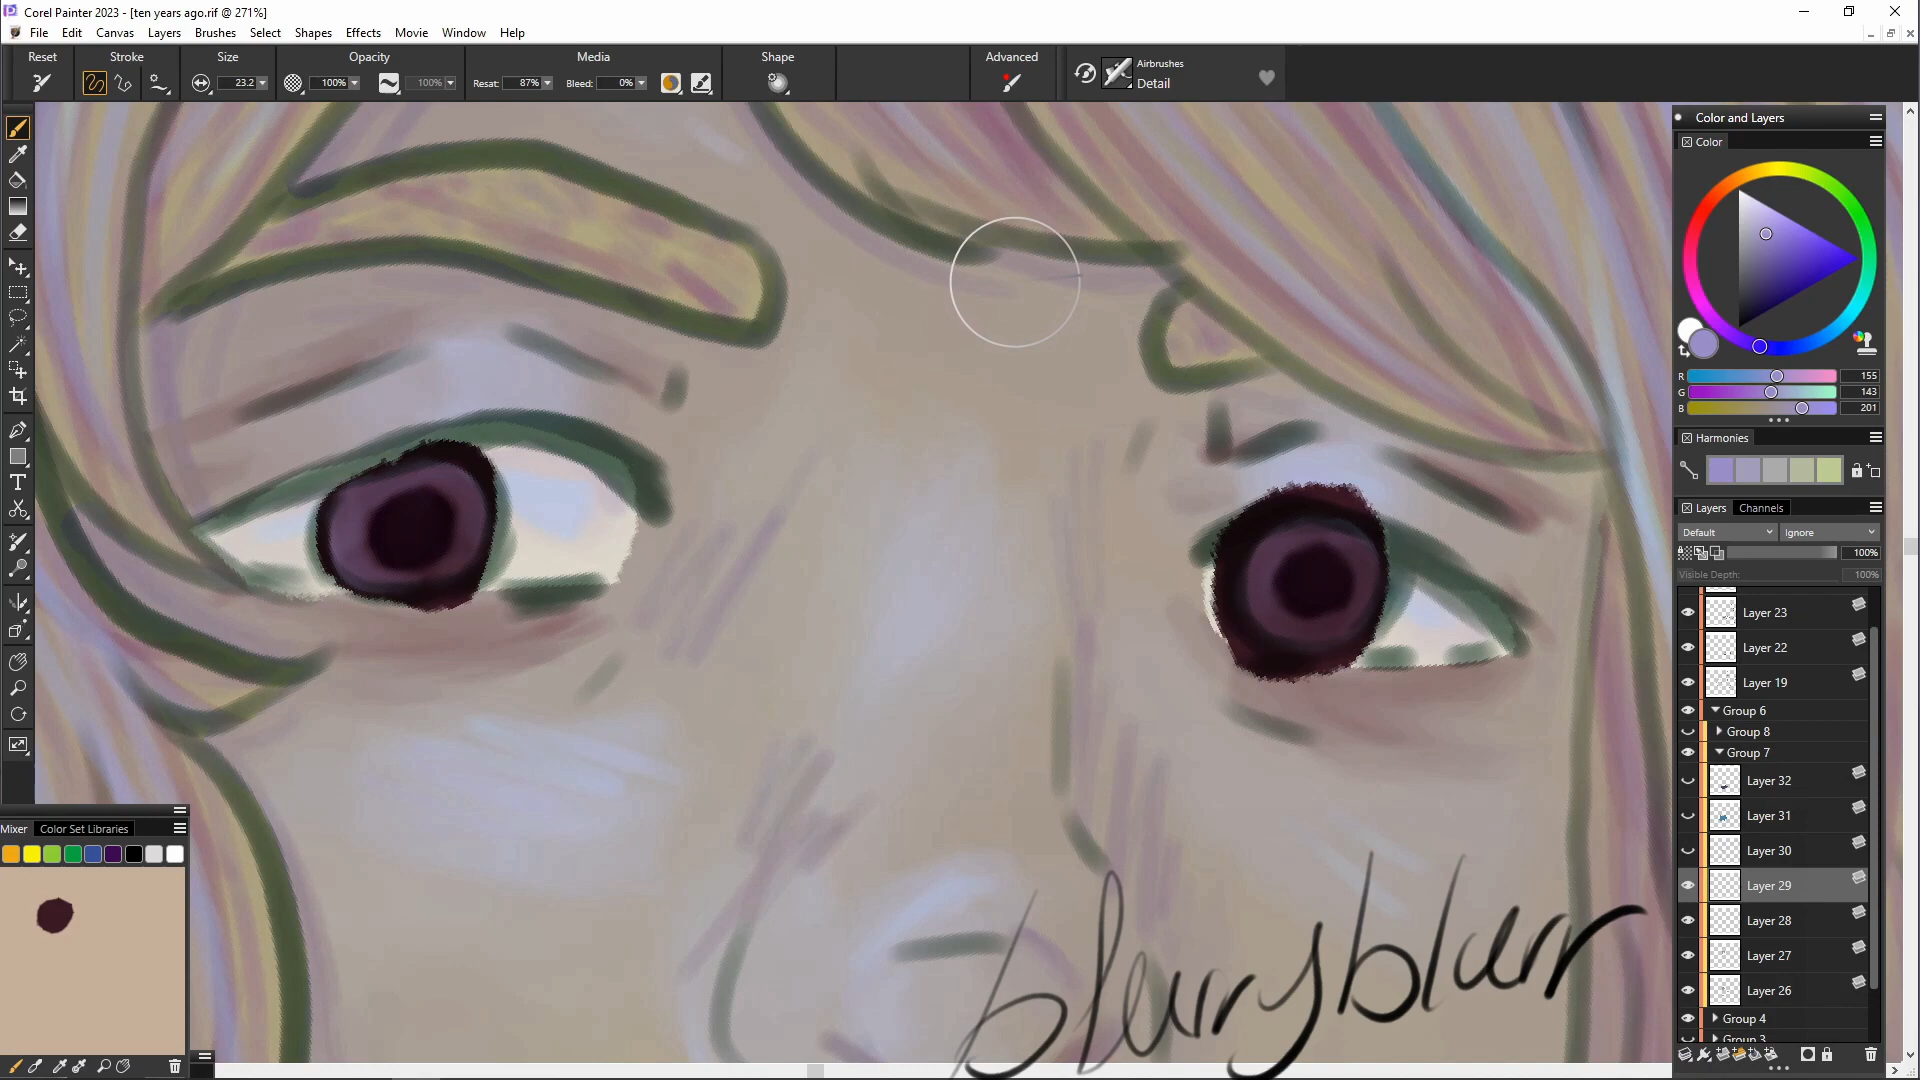 Corel Painter 2023 - [ten years ago.rif @ 271%]
File Edit Canvas Layers Brushes Select Shapes Effects Movie Window Help
Reset Stroke Size Opacity Media Shape Advanced
23.2 100% 100% Resat: 87% Bleed: 0%
Airbrushes
Detail
Color and Layers
Color
R 155
G 143
B 201
Harmonies
Layers Channels
Default Ignore
100%
Visible Depth: 100%
Layer 23
Layer 22
Layer 19
Group 6
Group 8
Group 7
Layer 32
Layer 31
Layer 30
Layer 29
Layer 28
Layer 27
Layer 26
Group 4
Group 3
Mixer Color Set Libraries
blurryblurr